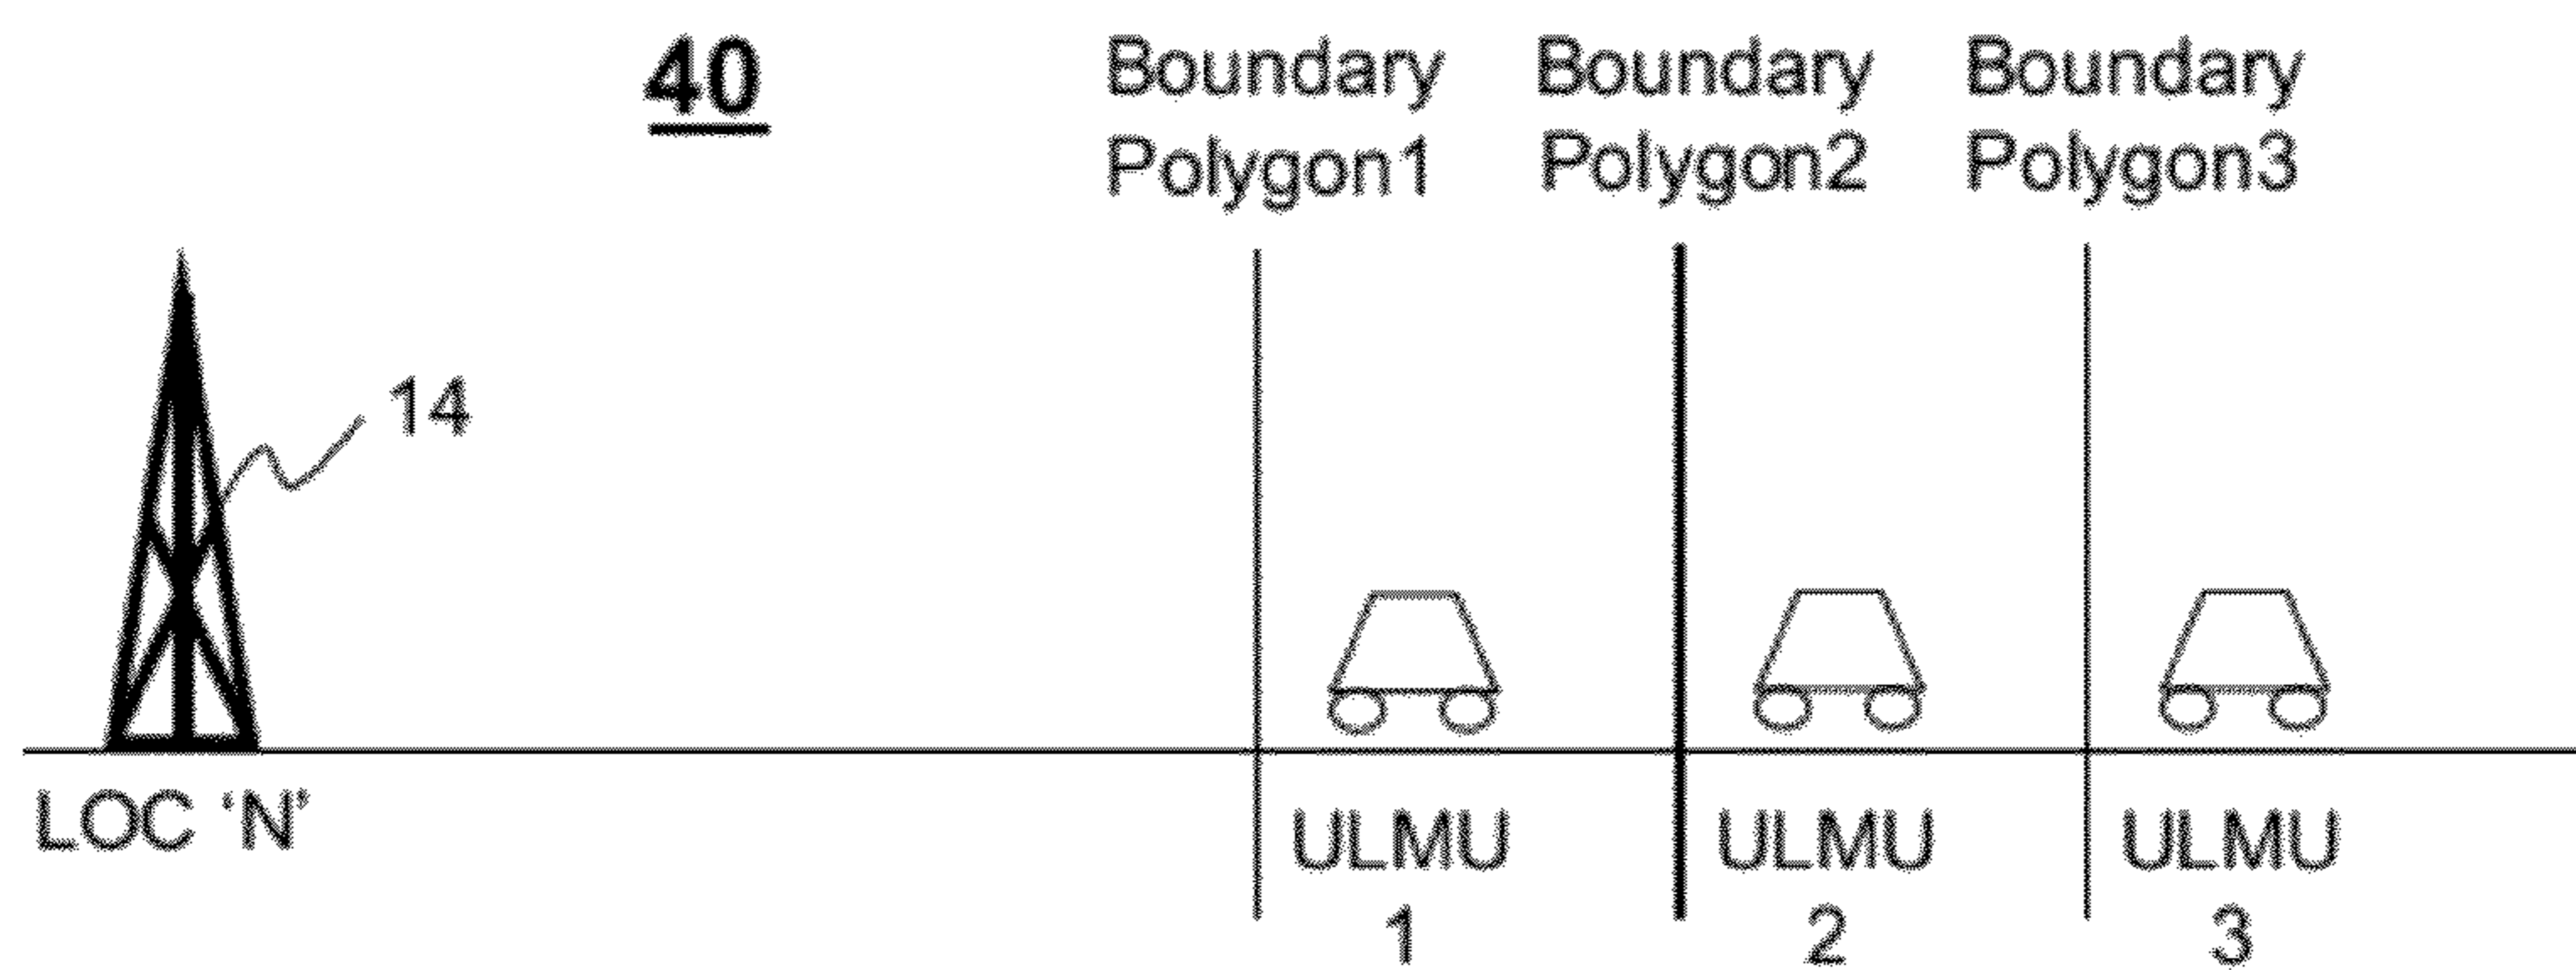 40
Boundary Polygon1
Boundary Polygon2
Boundary Polygon3
14
LOC 'N'
ULMU 1
ULMU 2
ULMU 3